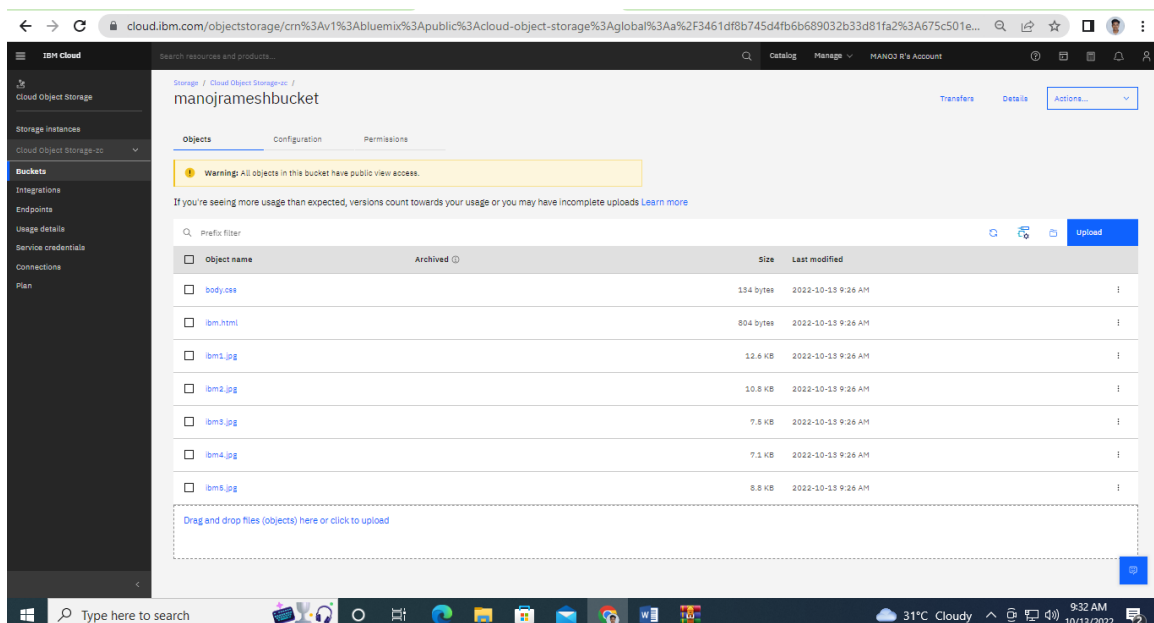 cloud.ibm.com/objectstorage/crn%3Av1%3Abluemix%3Apublic%3Acloud-object-storage%3Aglobal%3Aa%2F3461df8b745d4fb6b689032b33d81fa2%3A675c501e...
IBM Cloud
Search resources and products...
Catalog
Manage
MANOJ R's Account
Cloud Object Storage
Storage instances
Cloud Object Storage-zc
Buckets
Integrations
Endpoints
Usage details
Service credentials
Connections
Plan
Storage / Cloud Object Storage-zc /
manojrameshbucket
Transfers
Details
Actions...
Objects
Configuration
Permissions
Warning: All objects in this bucket have public view access.
If you're seeing more usage than expected, versions count towards your usage or you may have incomplete uploads Learn more
Prefix filter
Upload
Object name Archived Size Last modified
body.css 134 bytes 2022-10-13 9:26 AM
ibm.html 804 bytes 2022-10-13 9:26 AM
ibm1.jpg 12.6 KB 2022-10-13 9:26 AM
ibm2.jpg 10.8 KB 2022-10-13 9:26 AM
ibm3.jpg 7.5 KB 2022-10-13 9:26 AM
ibm4.jpg 7.1 KB 2022-10-13 9:26 AM
ibm5.jpg 8.8 KB 2022-10-13 9:26 AM
Drag and drop files (objects) here or click to upload
Type here to search
31°C Cloudy
9:32 AM
10/13/2022